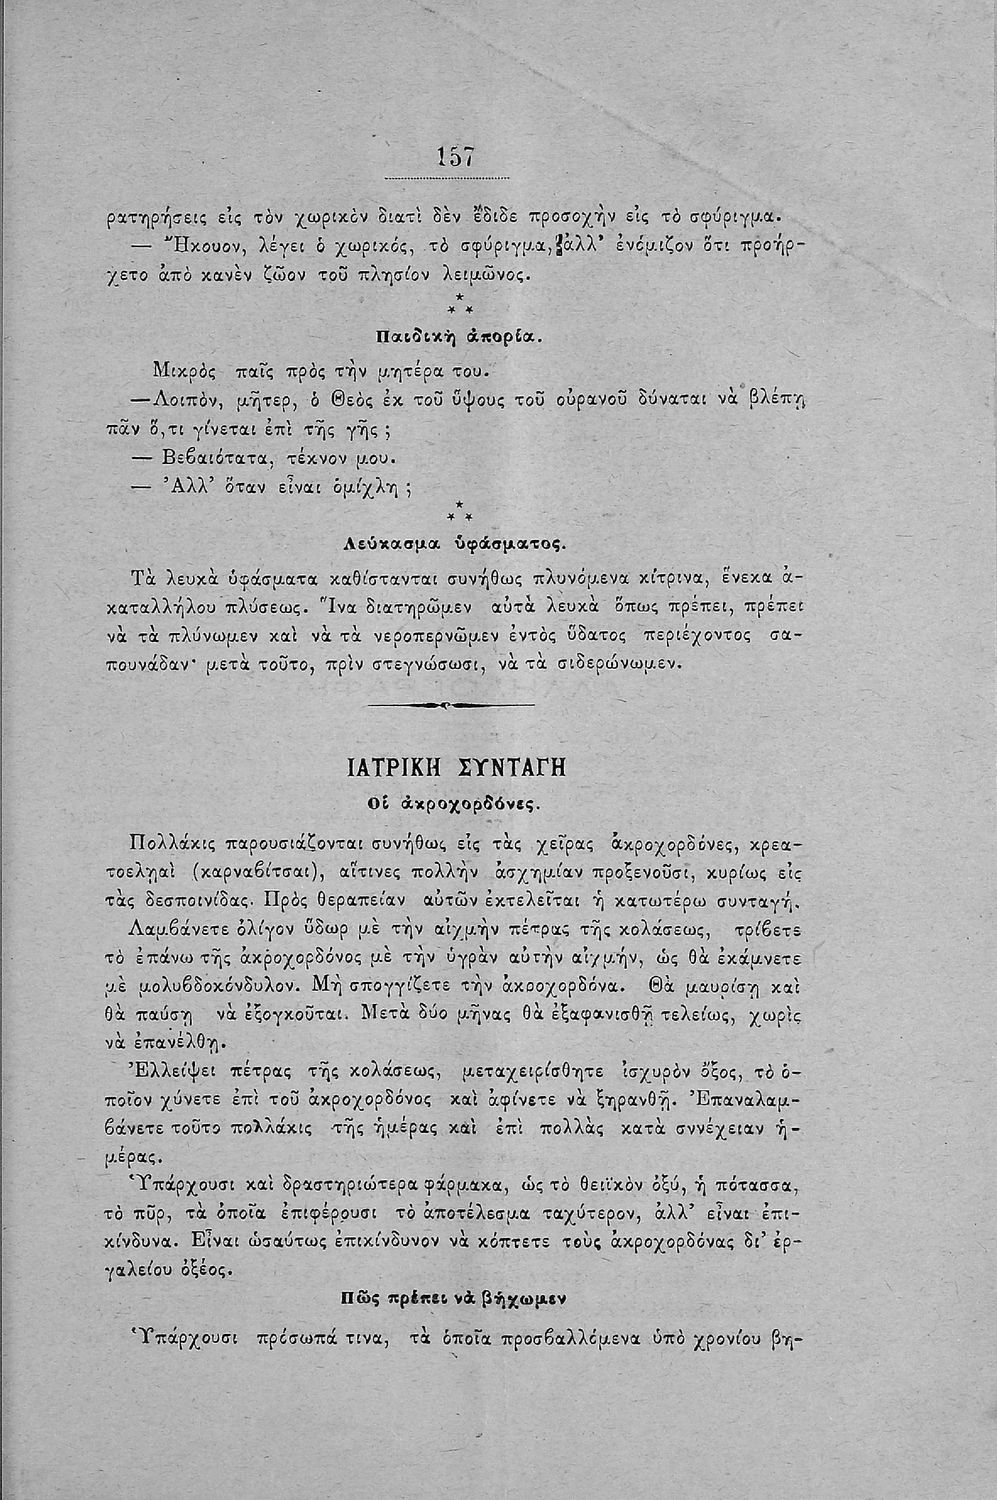 157
ρατηρήσεις εἰς τὸν χωρικὸν διατὶ δὲν ἔδιδε προσοχὴν εἰς τὸ σφύριγμα.
— Ἤκουον, λέγει ὁ χωρικός, τὸ σφύριγμα, ἀλλ’ ἐνόμιζον ὅτι προήρ-
χετο ἀπὸ κανὲν ζῶον τοῦ πλησίον λειμῶνος.
*
* *
Παιδικὴ ἀπορία.
Μικρὸς παῖς πρὸς τὴν μητέρα του.
—Λοιπὸν, μῆτερ, ὁ Θεὸς ἐκ τοῦ ὕψους τοῦ οὐρανοῦ δύναται νὰ βλέπῃ
πᾶν ὅ,τι γίνεται ἐπὶ τῆς γῆς ;
— Βεβαιότατα, τέκνον μου.
— Ἀλλ’ ὅταν εἶναι ὁμίχλη ;
*
* *
Λεύκασμα ὑφάσματος.
Τὰ λευκὰ ὑφάσματα καθίστανται συνήθως πλυνόμενα κίτρινα, ἕνεκα ἀ-
καταλλήλου πλύσεως. Ἵνα διατηρῶμεν αὐτὰ λευκὰ ὅπως πρέπει, πρέπει
νὰ τὰ πλύνωμεν καὶ νὰ τὰ νεροπερνῶμεν ἐντὸς ὕδατος περιέχοντος σα-
πουνάδαν· μετὰ τοῦτο, πρὶν στεγνώσωσι, νὰ τὰ σιδερώνωμεν.
ΙΑΤΡΙΚΗ ΣΥΝΤΑΓΗ
Οἱ ἀκροχορδόνες.
Πολλάκις παρουσιάζονται συνήθως εἰς τὰς χεῖρας ἀκροχορδόνες, κρεα-
τοεληαὶ (καρναβίτσαι), αἵτινες πολλὴν ἀσχημίαν προξενοῦσι, κυρίως εἰς
τὰς δεσποινίδας. Πρὸς θεραπείαν αὐτῶν ἐκτελεῖται ἡ κατωτέρω συνταγή.
Λαμβάνετε ὀλίγον ὕδωρ μὲ τὴν αἰχμὴν πέτρας τῆς κολάσεως, τρίβετε
τὸ ἐπάνω τῆς ἀκροχορδόνος μὲ τὴν ὑγρὰν αὐτὴν αἰχμήν, ὡς θὰ ἐκάμνετε
μὲ μολυβδοκόνδυλον. Μὴ σπογγίζετε τὴν ἀκροχορδόνα. Θὰ μαυρίσῃ καὶ
θὰ παύσῃ νὰ ἐξογκοῦται. Μετὰ δύο μῆνας θὰ ἐξαφανισθῇ τελείως, χωρὶς
νὰ ἐπανέλθῃ.
Ἐλλείψει πέτρας τῆς κολάσεως, μεταχειρίσθητε ἰσχυρὸν ὄξος, τὸ ὁ-
ποῖον χύνετε ἐπὶ τοῦ ἀκροχορδόνος καὶ ἀφίνετε νὰ ξηρανθῇ. Ἐπαναλαμ-
βάνετε τοῦτο πολλάκις τῆς ἡμέρας καὶ ἐπὶ πολλὰς κατὰ συνέχειαν ἡ-
μέρας.
Ὑπάρχουσι καὶ δραστηριώτερα φάρμακα, ὡς τὸ θειϊκὸν ὀξύ, ἡ πότασσα,
τὸ πῦρ, τὰ ὁποῖα ἐπιφέρουσι τὸ ἀποτέλεσμα ταχύτερον, ἀλλ’ εἶναι ἐπι-
κίνδυνα. Εἶναι ὡσαύτως ἐπικίνδυνον νὰ κόπτετε τοὺς ἀκροχορδόνας δι’ ἐρ-
γαλείου ὀξέος.
Πῶς πρέπει νὰ βήχωμεν
Ὑπάρχουσι πρόσωπά τινα, τὰ ὁποῖα προσβαλλόμενα ὑπὸ χρονίου βη-